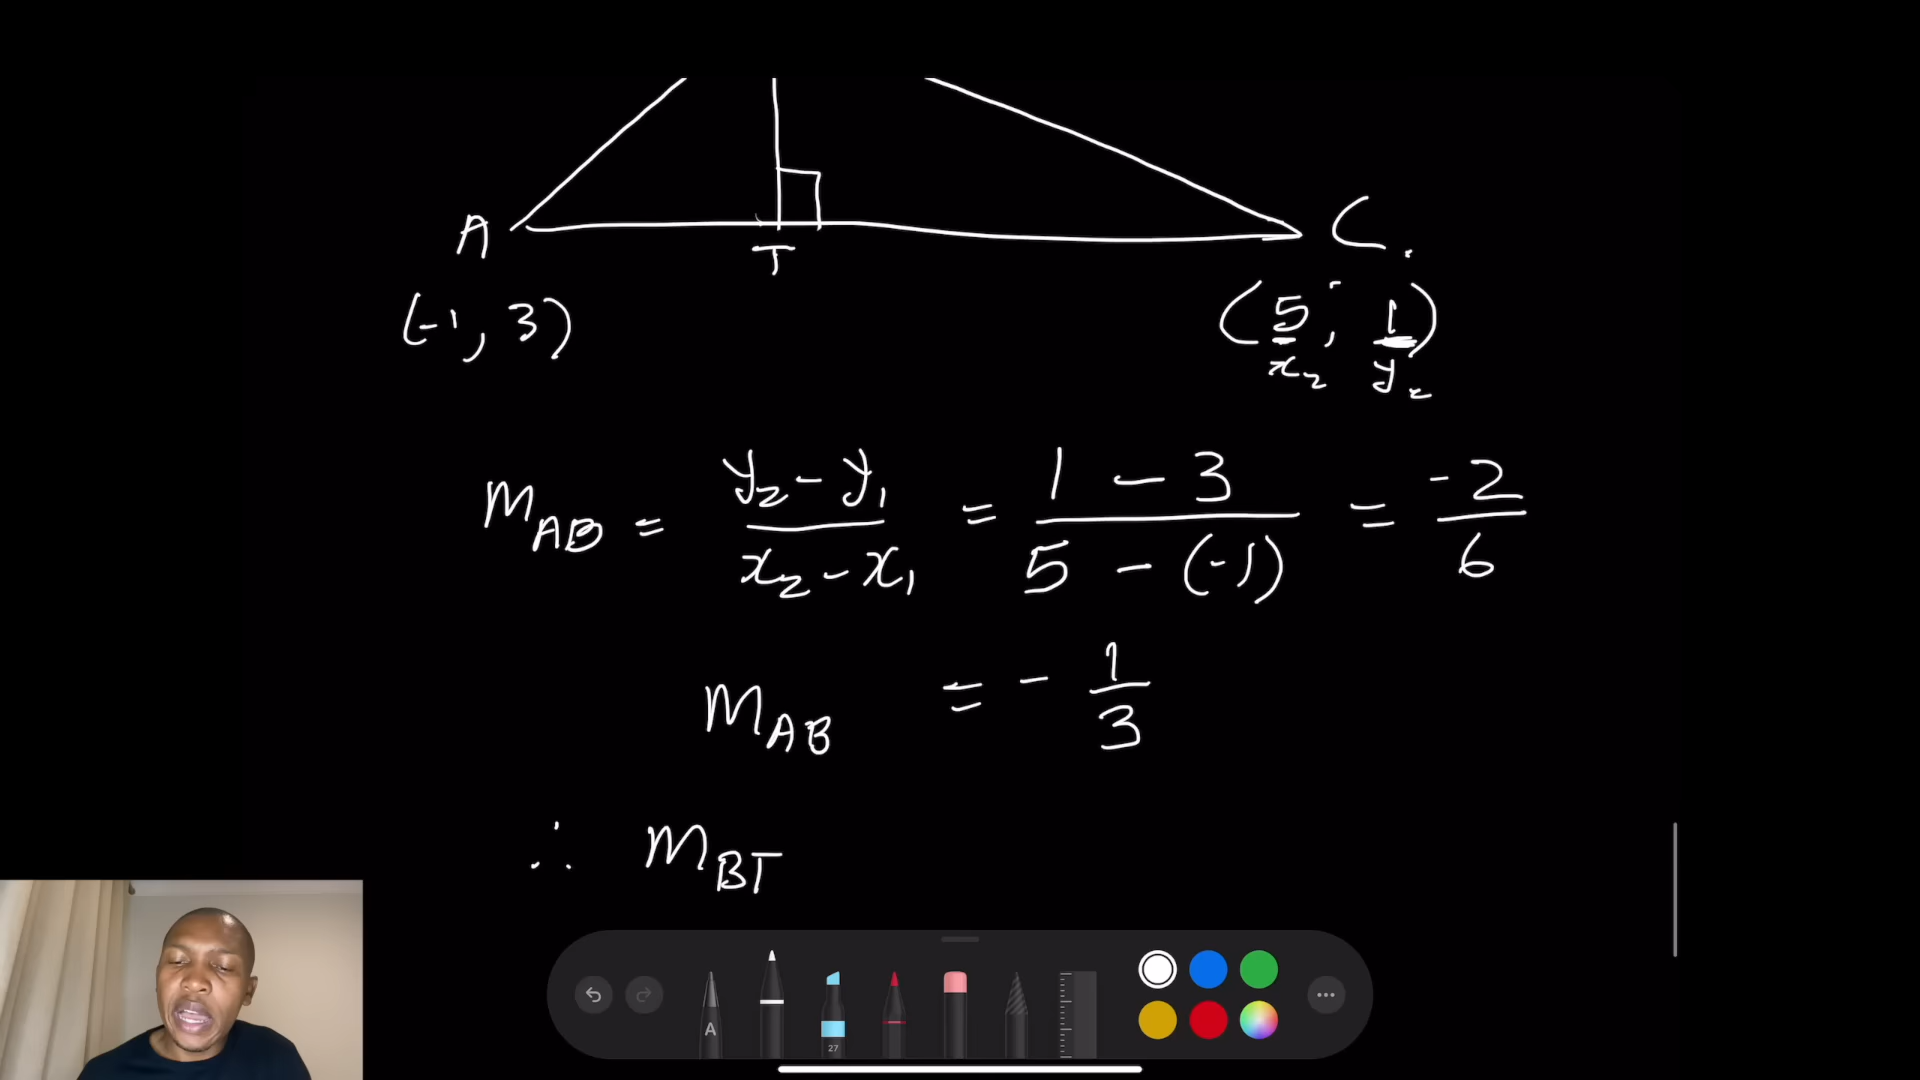 A C.
T
(-1, 3) (5; 1)
x₂ y₂
M_AB = (y₂ - y₁)/(x₂ - x₁) = (1 - 3)/(5 - (-1)) = -2/6
M_AB = - 1/3
∴ M_BT
A
27